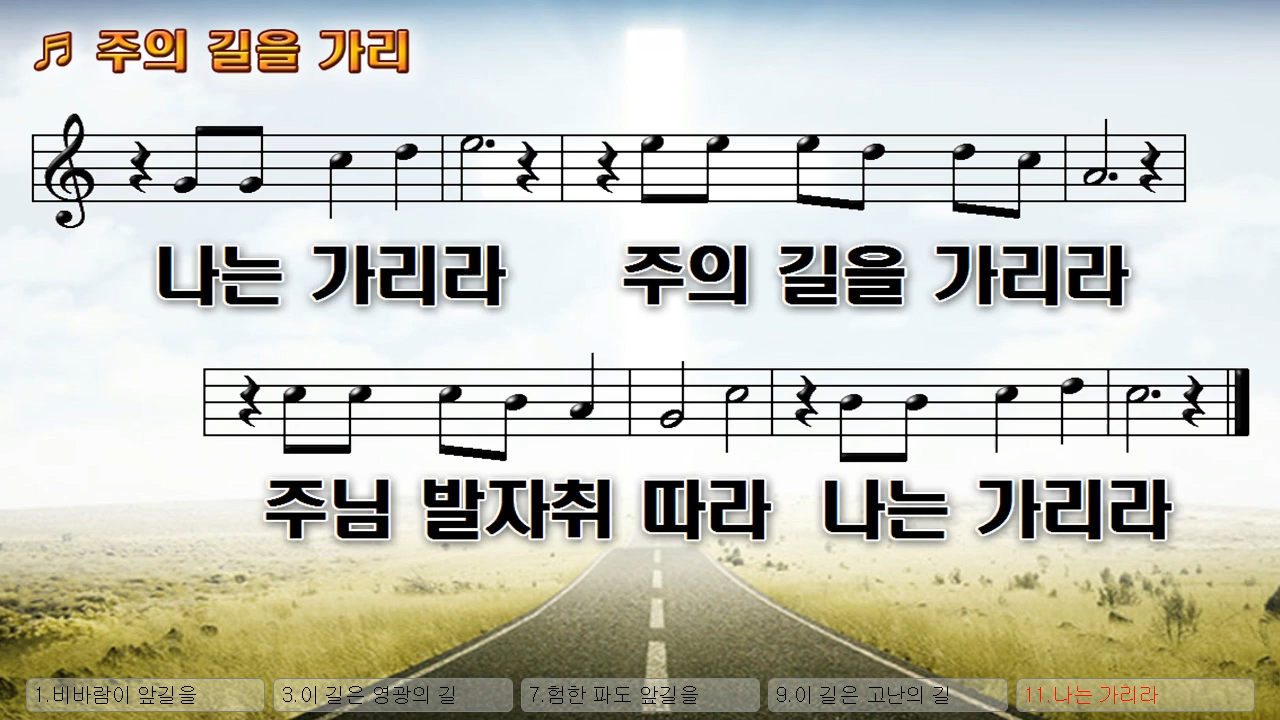 ♬ 주의 길을 가리
나는 가리라 주의 길을 가리라
주님 발자취 따라 나는 가리라
1.비바람이 앞길을 3.이 길은 영광의 길 7.험한 파도 앞길을 9.이 길은 고난의 길 11.나는 가리라